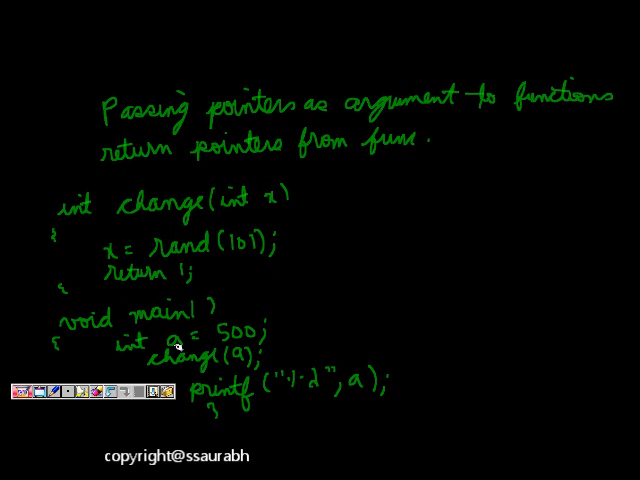 Passing pointers as argument to functions
return pointers from func.
int change(int x)
{
x = rand(101);
return 1;
}
void main()
{ int a = 500;
change(a);
printf("%d", a);
}
copyright@ssaurabh